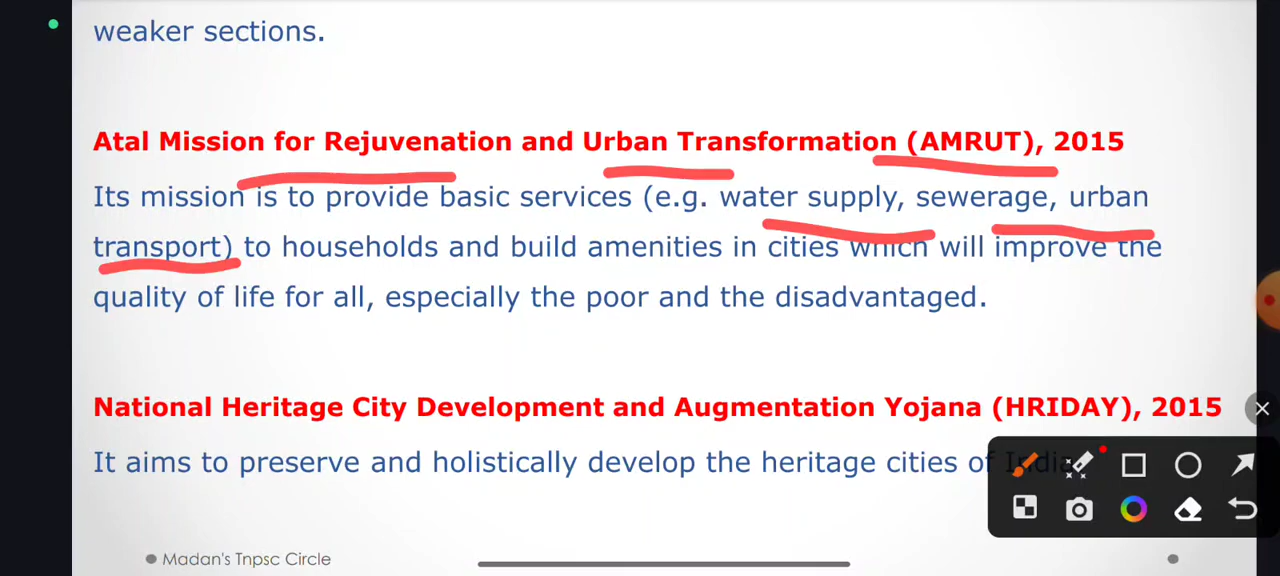 weaker sections.
Atal Mission for Rejuvenation and Urban Transformation (AMRUT), 2015
Its mission is to provide basic services (e.g. water supply, sewerage, urban
transport) to households and build amenities in cities which will improve the
quality of life for all, especially the poor and the disadvantaged.
National Heritage City Development and Augmentation Yojana (HRIDAY), 2015
It aims to preserve and holistically develop the heritage cities of India
Madan's Tnpsc Circle